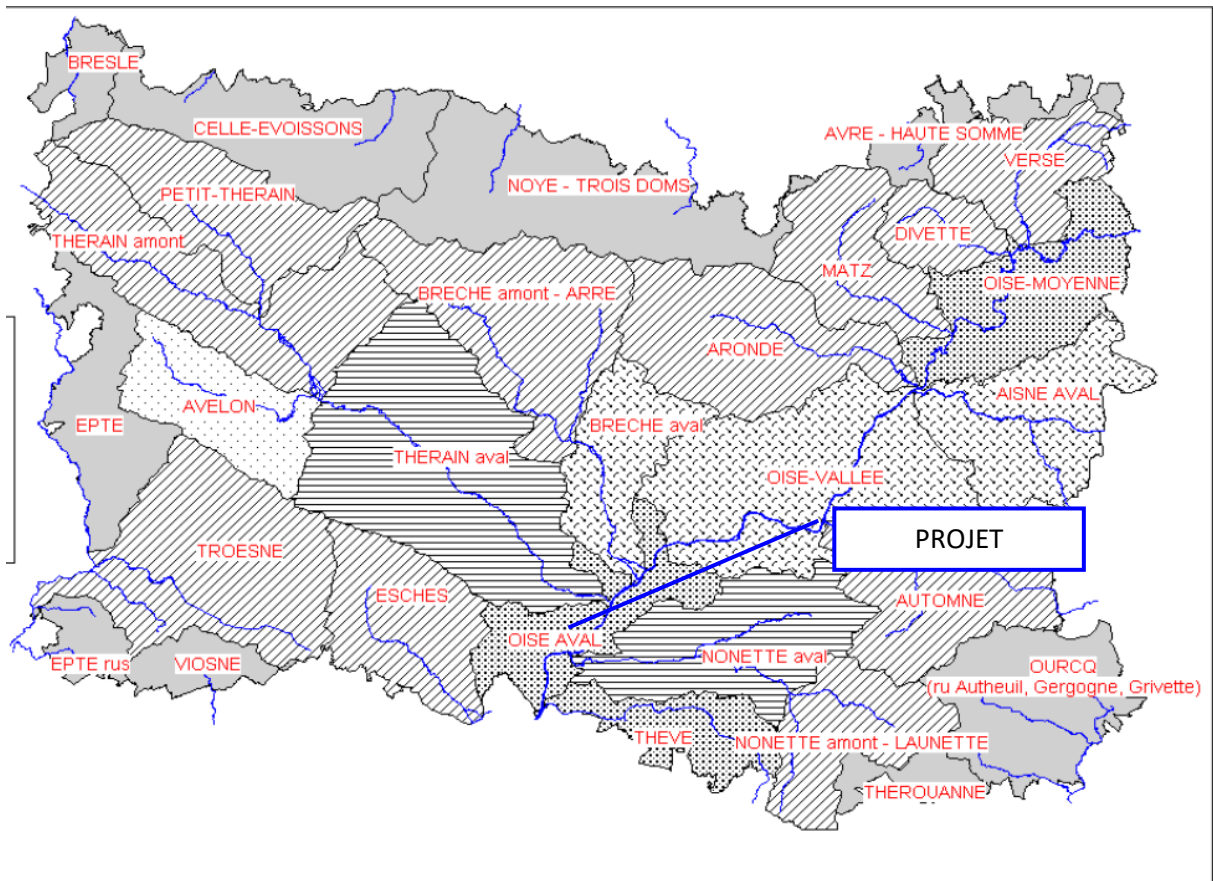 BRESLE
CELLE-EVOISSONS
AVRE - HAUTE SOMME
VERSE
NOYE - TROIS DOMS
PETIT-THERAIN
DIVETTE
THERAIN amont
MATZ
OISE-MOYENNE
BRECHE amont - ARRE
ARONDE
AISNE AVAL
AVELON
EPTE
BRECHE aval
THERAIN aval
OISE-VALLEE
PROJET
TROESNE
ESCHES
AUTOMNE
OISE AVAL
EPTE rus
VIOSNE
NONETTE aval
OURCQ
(ru Autheuil, Gergogne, Grivette)
THEVE
NONETTE amont - LAUNETTE
THEROUANNE